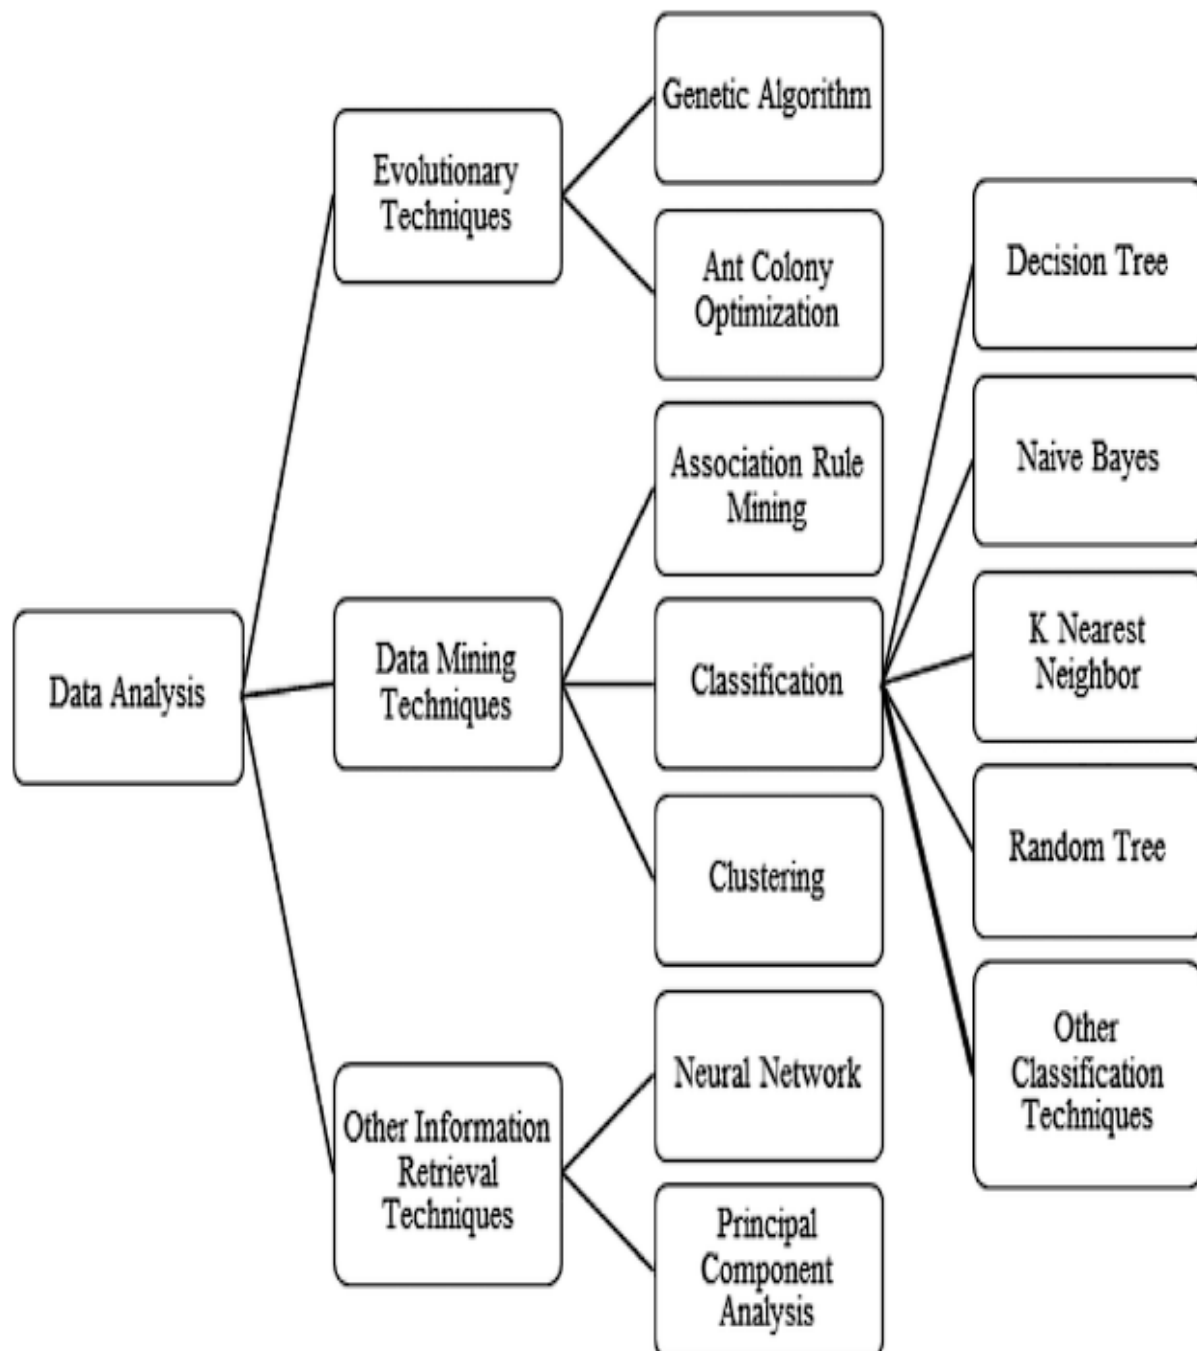 Data Analysis
Evolutionary
Techniques
Data Mining
Techniques
Other Information
Retrieval
Techniques
Genetic Algorithm
Ant Colony
Optimization
Association Rule
Mining
Classification
Clustering
Neural Network
Principal
Component
Analysis
Decision Tree
Naive Bayes
K Nearest
Neighbor
Random Tree
Other
Classification
Techniques